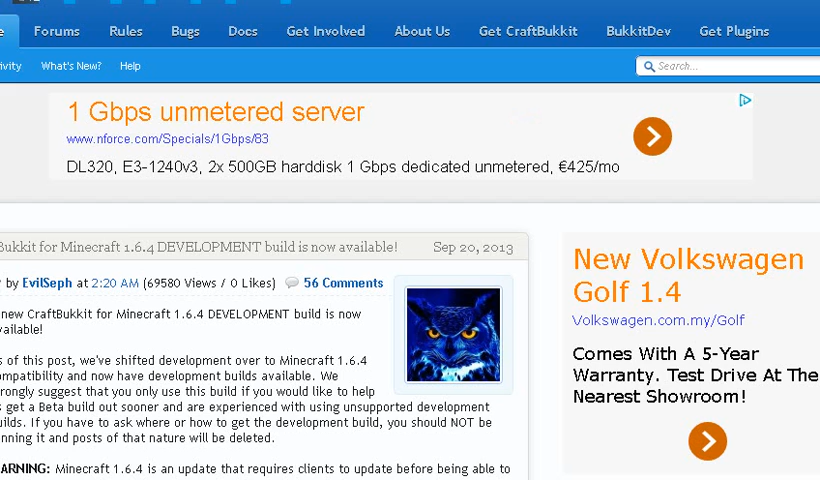 Forums Rules Bugs Docs Get Involved About Us Get CraftBukkit BukkitDev Get Plugins
What's New? Help Search...
1 Gbps unmetered server
www.nforce.com/Specials/1Gbps/83
DL320, E3-1240v3, 2x 500GB harddisk 1 Gbps dedicated unmetered, €425/mo
Bukkit for Minecraft 1.6.4 DEVELOPMENT build is now available! Sep 20, 2013
by EvilSeph at 2:20 AM (69580 Views / 0 Likes) 56 Comments
new CraftBukkit for Minecraft 1.6.4 DEVELOPMENT build is now
vailable!
s of this post, we've shifted development over to Minecraft 1.6.4
ompatibility and now have development builds available. We
rongly suggest that you only use this build if you would like to help
s get a Beta build out sooner and are experienced with using unsupported development
uilds. If you have to ask where or how to get the development build, you should NOT be
nning it and posts of that nature will be deleted.
ARNING: Minecraft 1.6.4 is an update that requires clients to update before being able to
New Volkswagen
Golf 1.4
Volkswagen.com.my/Golf
Comes With A 5-Year
Warranty. Test Drive At The
Nearest Showroom!